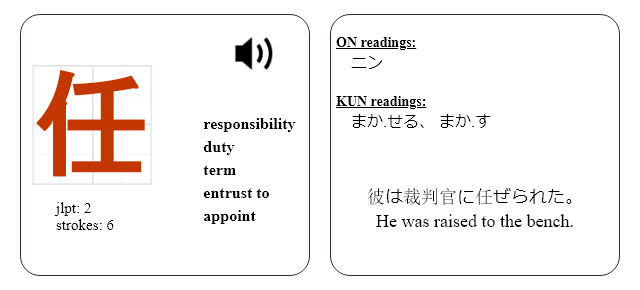 任
jlpt: 2
strokes: 6
responsibility
duty
term
entrust to
appoint
ON readings:
ニン
KUN readings:
まか.せる、 まか.す
彼は裁判官に任ぜられた。
He was raised to the bench.